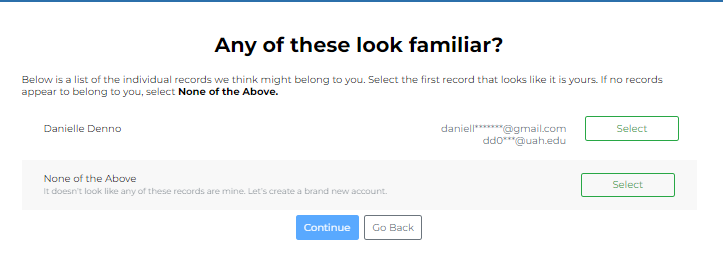 Any of these look familiar?
Below is a list of the individual records we think might belong to you. Select the first record that looks like it is yours. If no records
appear to belong to you, select None of the Above.
Danielle Denno
daniell*******@gmail.com
dd0***@uah.edu
Select
None of the Above
It doesn't look like any of these records are mine. Let's create a brand new account.
Select
Continue
Go Back